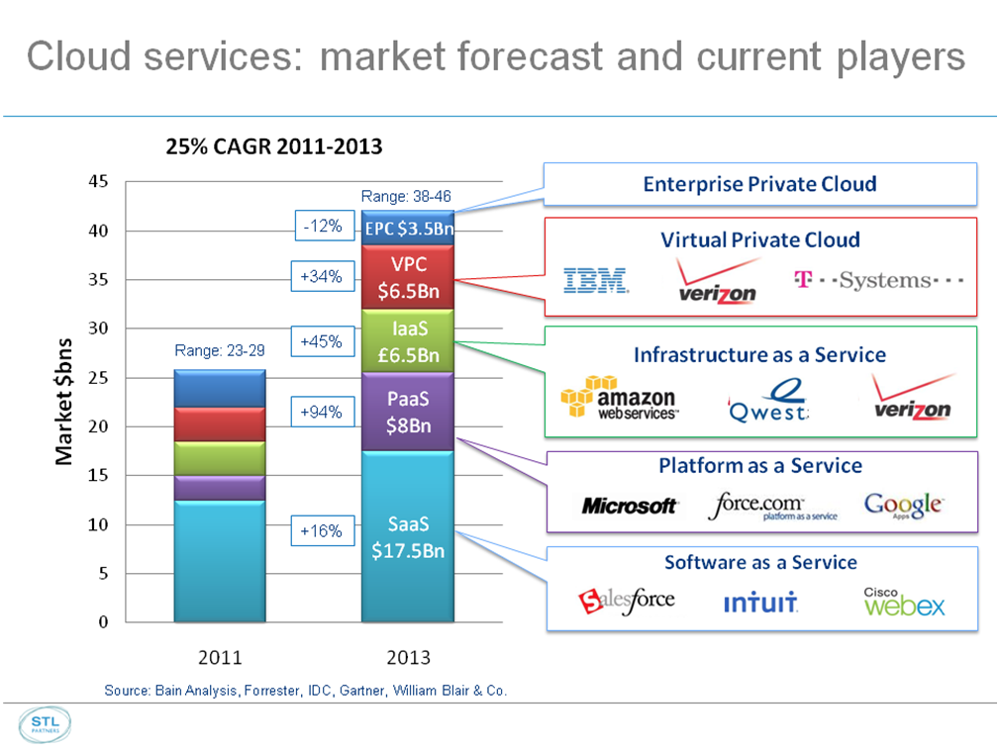 Cloud services: market forecast and current players
25% CAGR 2011-2013
Market $bns
45
40
35
30
25
20
15
10
5
0
Range: 23-29
Range: 38-46
-12%
+34%
+45%
+94%
+16%
EPC $3.5Bn
VPC
$6.5Bn
IaaS
£6.5Bn
PaaS
$8Bn
SaaS
$17.5Bn
2011
2013
Enterprise Private Cloud
Virtual Private Cloud
IBM
verizon
T··Systems···
Infrastructure as a Service
amazon
webservices™
Qwest
verizon
Platform as a Service
Microsoft
force.com™
platform as a service
Google™
Apps
Software as a Service
salesforce
intuit
Cisco
webex
Source: Bain Analysis, Forrester, IDC, Gartner, William Blair & Co.
STL
PARTNERS